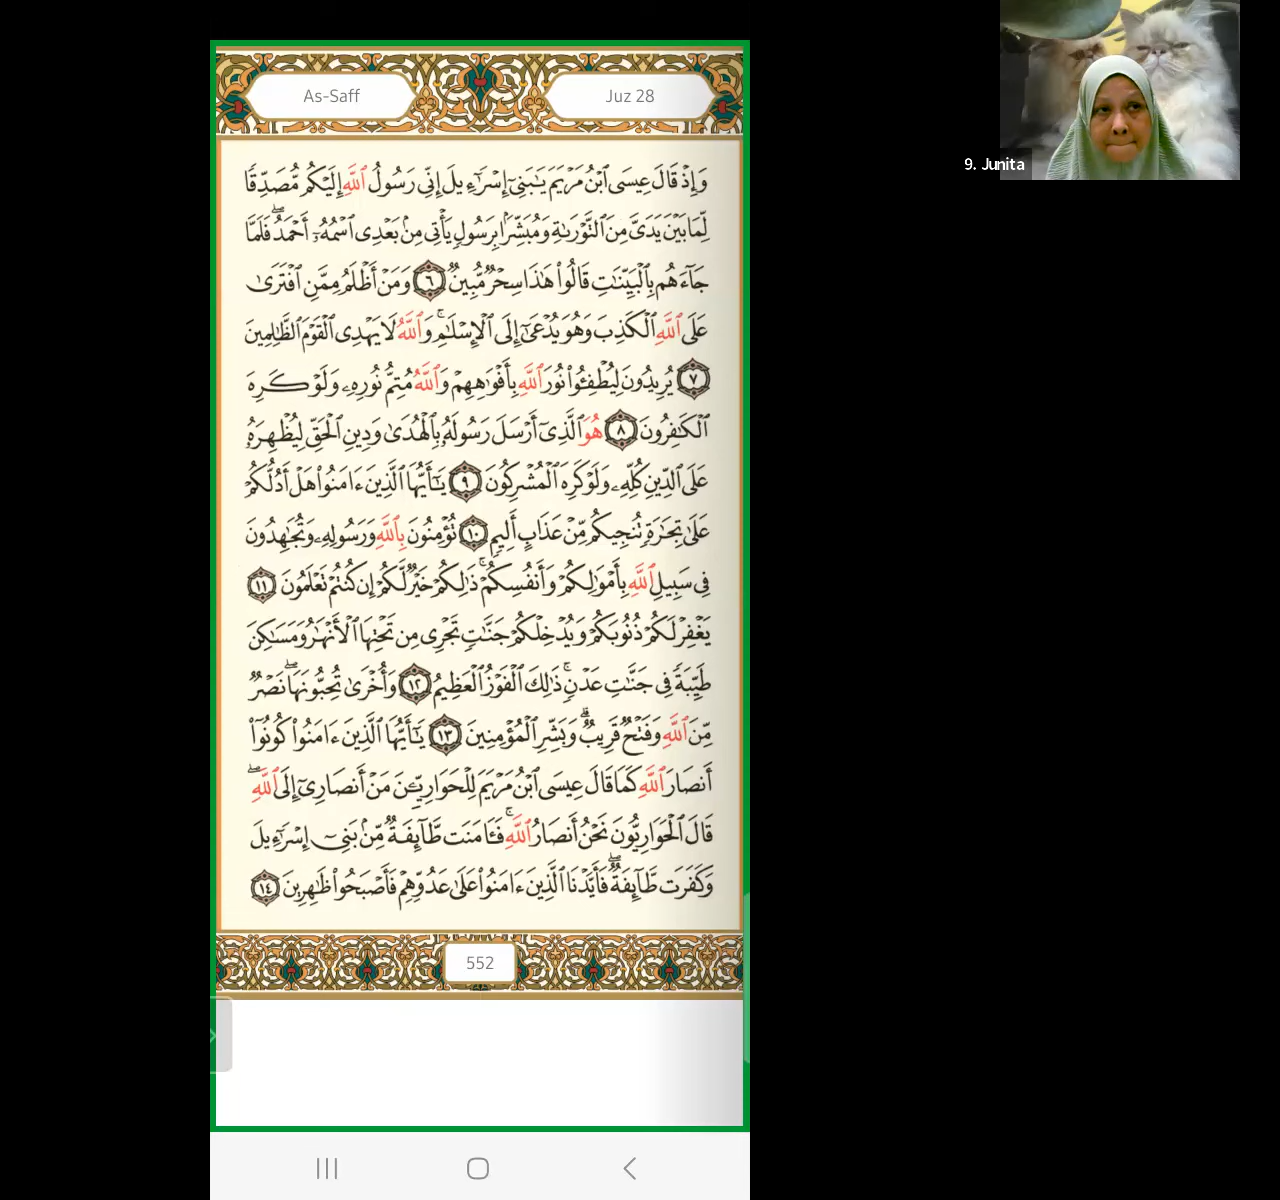 As-Saff
Juz 28
وَإِذْ قَالَ عِيسَى ٱبْنُ مَرْيَمَ يَـٰبَنِىٓ إِسْرَٰٓءِيلَ إِنِّى رَسُولُ ٱللَّهِ إِلَيْكُم مُّصَدِّقًا
لِّمَا بَيْنَ يَدَىَّ مِنَ ٱلتَّوْرَىٰةِ وَمُبَشِّرًۢا بِرَسُولٍ يَأْتِى مِنۢ بَعْدِى ٱسْمُهُۥٓ أَحْمَدُ ۖ فَلَمَّا
جَآءَهُم بِٱلْبَيِّنَـٰتِ قَالُوا۟ هَـٰذَا سِحْرٌ مُّبِينٌ ٦ وَمَنْ أَظْلَمُ مِمَّنِ ٱفْتَرَىٰ
عَلَى ٱللَّهِ ٱلْكَذِبَ وَهُوَ يُدْعَىٰٓ إِلَى ٱلْإِسْلَـٰمِ ۚ وَٱللَّهُ لَا يَهْدِى ٱلْقَوْمَ ٱلظَّـٰلِمِينَ
٧ يُرِيدُونَ لِيُطْفِـُٔوا۟ نُورَ ٱللَّهِ بِأَفْوَٰهِهِمْ وَٱللَّهُ مُتِمُّ نُورِهِۦ وَلَوْ كَرِهَ
ٱلْكَـٰفِرُونَ ٨ هُوَ ٱلَّذِىٓ أَرْسَلَ رَسُولَهُۥ بِٱلْهُدَىٰ وَدِينِ ٱلْحَقِّ لِيُظْهِرَهُۥ
عَلَى ٱلدِّينِ كُلِّهِۦ وَلَوْ كَرِهَ ٱلْمُشْرِكُونَ ٩ يَـٰٓأَيُّهَا ٱلَّذِينَ ءَامَنُوا۟ هَلْ أَدُلُّكُمْ
عَلَىٰ تِجَـٰرَةٍ تُنجِيكُم مِّنْ عَذَابٍ أَلِيمٍ ١٠ تُؤْمِنُونَ بِٱللَّهِ وَرَسُولِهِۦ وَتُجَـٰهِدُونَ
فِى سَبِيلِ ٱللَّهِ بِأَمْوَٰلِكُمْ وَأَنفُسِكُمْ ۚ ذَٰلِكُمْ خَيْرٌ لَّكُمْ إِن كُنتُمْ تَعْلَمُونَ ١١
يَغْفِرْ لَكُمْ ذُنُوبَكُمْ وَيُدْخِلْكُمْ جَنَّـٰتٍ تَجْرِى مِن تَحْتِهَا ٱلْأَنْهَـٰرُ وَمَسَـٰكِنَ
طَيِّبَةً فِى جَنَّـٰتِ عَدْنٍ ۚ ذَٰلِكَ ٱلْفَوْزُ ٱلْعَظِيمُ ١٢ وَأُخْرَىٰ تُحِبُّونَهَا ۖ نَصْرٌ
مِّنَ ٱللَّهِ وَفَتْحٌ قَرِيبٌ ۗ وَبَشِّرِ ٱلْمُؤْمِنِينَ ١٣ يَـٰٓأَيُّهَا ٱلَّذِينَ ءَامَنُوا۟ كُونُوٓا۟
أَنصَارَ ٱللَّهِ كَمَا قَالَ عِيسَى ٱبْنُ مَرْيَمَ لِلْحَوَارِيِّـۧنَ مَنْ أَنصَارِىٓ إِلَى ٱللَّهِ ۖ
قَالَ ٱلْحَوَارِيُّونَ نَحْنُ أَنصَارُ ٱللَّهِ ۖ فَـَٔامَنَت طَّآئِفَةٌ مِّنۢ بَنِىٓ إِسْرَٰٓءِيلَ
وَكَفَرَت طَّآئِفَةٌ ۖ فَأَيَّدْنَا ٱلَّذِينَ ءَامَنُوا۟ عَلَىٰ عَدُوِّهِمْ فَأَصْبَحُوا۟ ظَـٰهِرِينَ ١٤
552
9. Junita